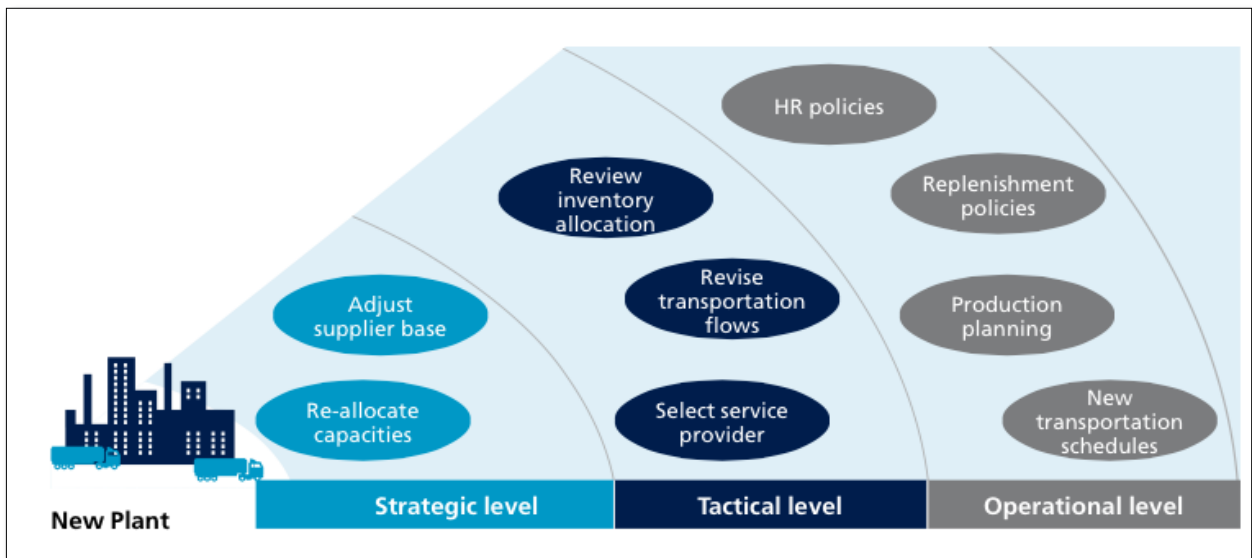 HR policies
Review
inventory
allocation
Replenishment
policies
Adjust
supplier base
Revise
transportation
flows
Production
planning
Re-allocate
capacities
Select service
provider
New
transportation
schedules
New Plant
Strategic level
Tactical level
Operational level